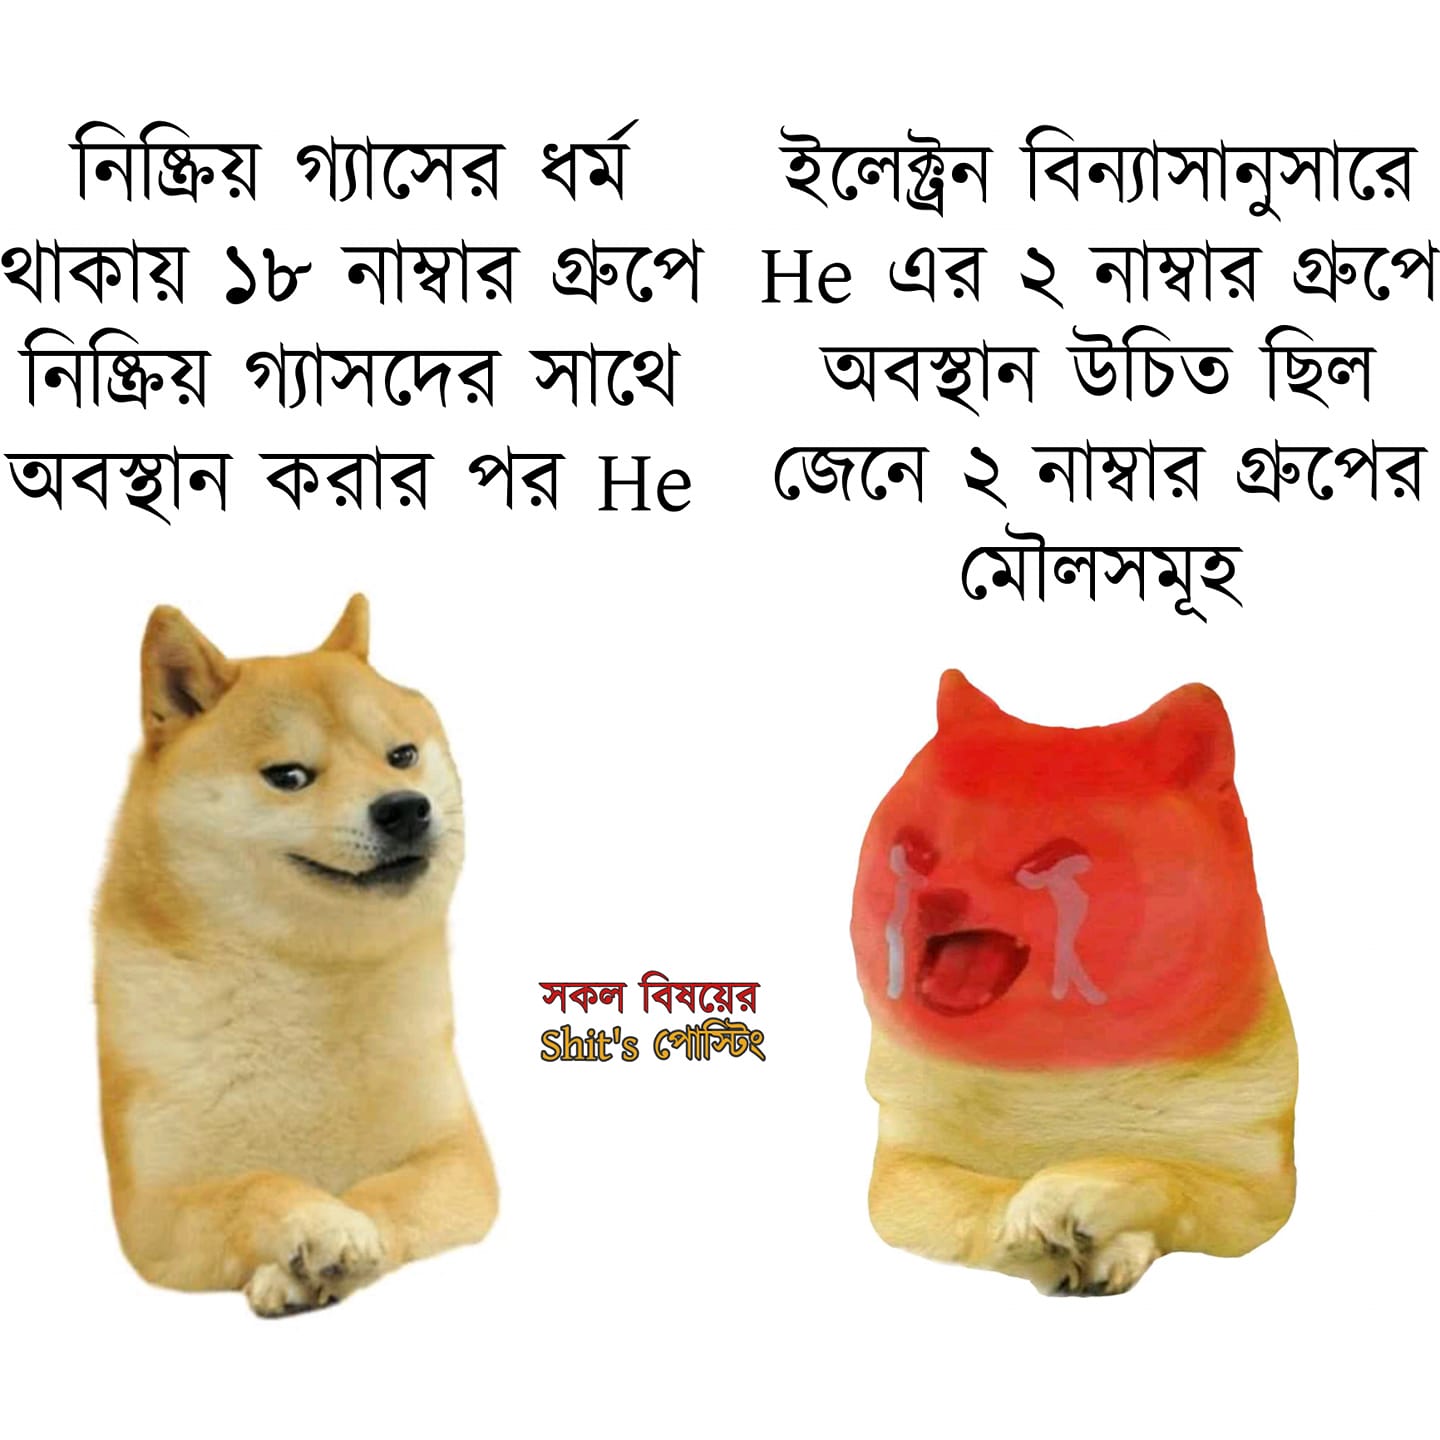 নিষ্ক্রিয় গ্যাসের ধর্ম
থাকায় ১৮ নাম্বার গ্রুপে
নিষ্ক্রিয় গ্যাসদের সাথে
অবস্থান করার পর He
ইলেক্ট্রন বিন্যাসানুসারে
He এর ২ নাম্বার গ্রুপে
অবস্থান উচিত ছিল
জেনে ২ নাম্বার গ্রুপের
মৌলসমূহ
সকল বিষয়ের
Shit's পোস্টিং